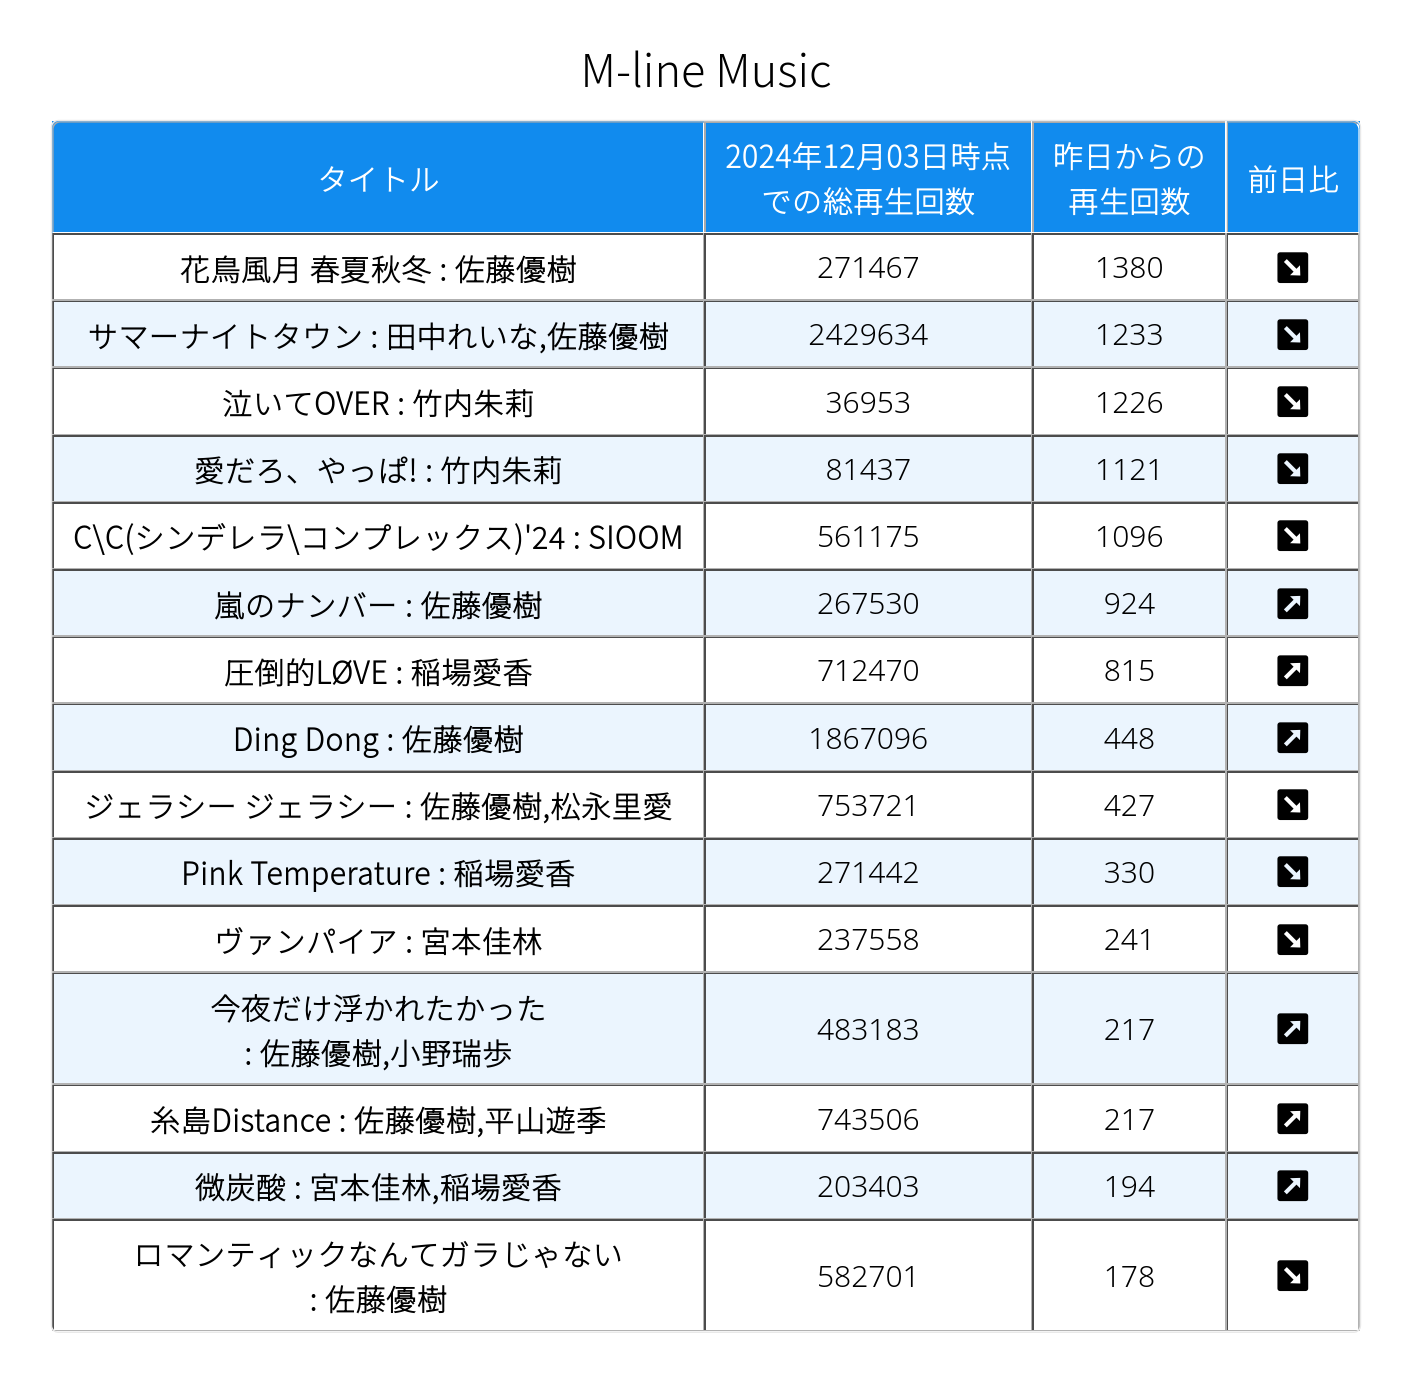 M-line Music
タイトル
2024年12月03日時点
での総再生回数
昨日からの
再生回数
前日比
花鳥風月 春夏秋冬 : 佐藤優樹
271467
1380
サマーナイトタウン : 田中れいな,佐藤優樹
2429634
1233
泣いてOVER : 竹内朱莉
36953
1226
愛だろ、やっぱ! : 竹内朱莉
81437
1121
C\C(シンデレラ\コンプレックス)'24 : SIOOM
561175
1096
嵐のナンバー : 佐藤優樹
267530
924
圧倒的LØVE : 稲場愛香
712470
815
Ding Dong : 佐藤優樹
1867096
448
ジェラシー ジェラシー : 佐藤優樹,松永里愛
753721
427
Pink Temperature : 稲場愛香
271442
330
ヴァンパイア : 宮本佳林
237558
241
今夜だけ浮かれたかった
: 佐藤優樹,小野瑞歩
483183
217
糸島Distance : 佐藤優樹,平山遊季
743506
217
微炭酸 : 宮本佳林,稲場愛香
203403
194
ロマンティックなんてガラじゃない
: 佐藤優樹
582701
178